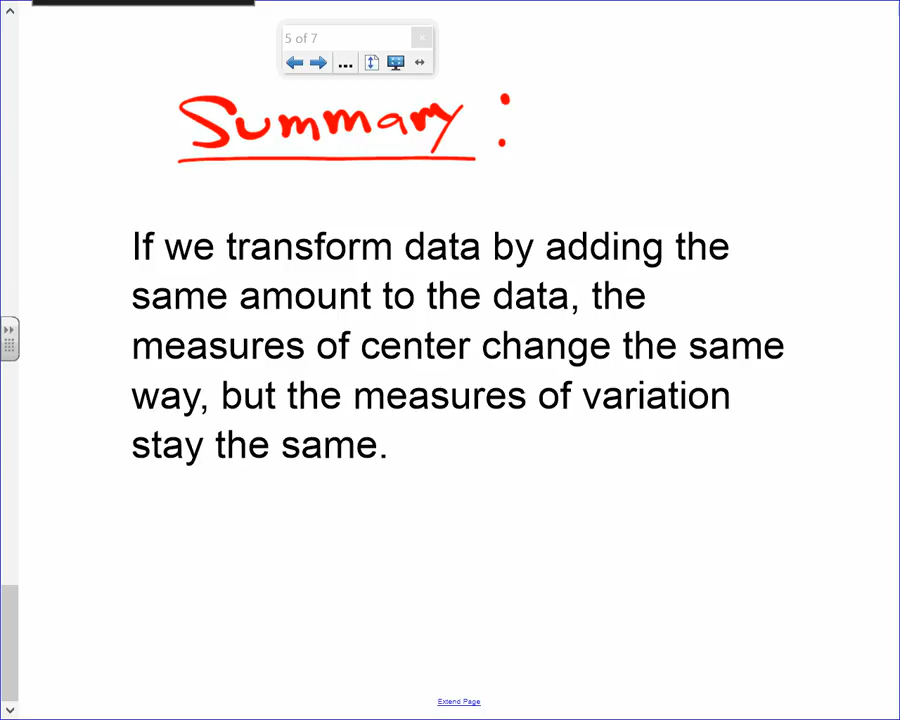 5 of 7
Summary:
If we transform data by adding the
same amount to the data, the
measures of center change the same
way, but the measures of variation
stay the same.
Extend Page